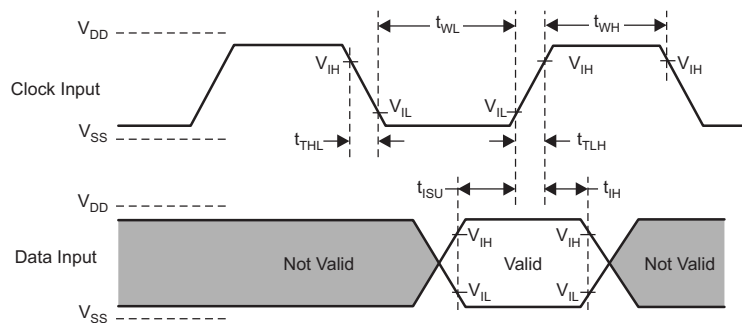 t_WL t_WH
V_DD
V_IH V_IH V_IH
Clock Input
V_IL V_IL
V_SS
t_THL t_TLH
t_ISU t_IH
V_DD
V_IH V_IH
Data Input Not Valid Valid Not Valid
V_IL V_IL
V_SS